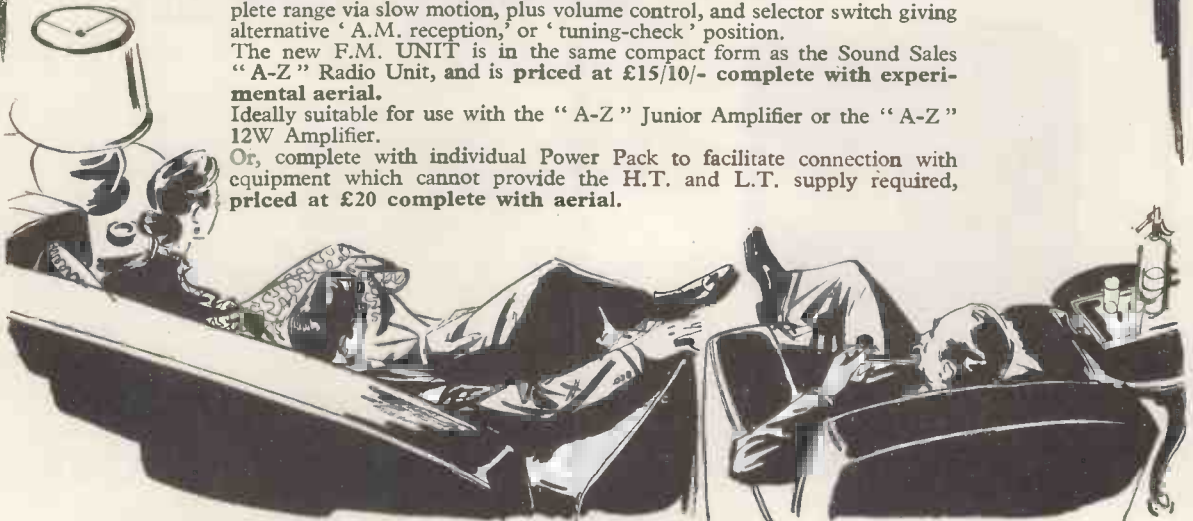 plete range via slow motion, plus volume control, and selector switch giving
alternative ‘ A.M. reception,’ or ‘ tuning-check ’ position.
The new F.M. UNIT is in the same compact form as the Sound Sales
“ A-Z ” Radio Unit, and is priced at £15/10/- complete with experi-
mental aerial.
Ideally suitable for use with the “ A-Z ” Junior Amplifier or the “ A-Z ”
12W Amplifier.
Or, complete with individual Power Pack to facilitate connection with
equipment which cannot provide the H.T. and L.T. supply required,
priced at £20 complete with aerial.